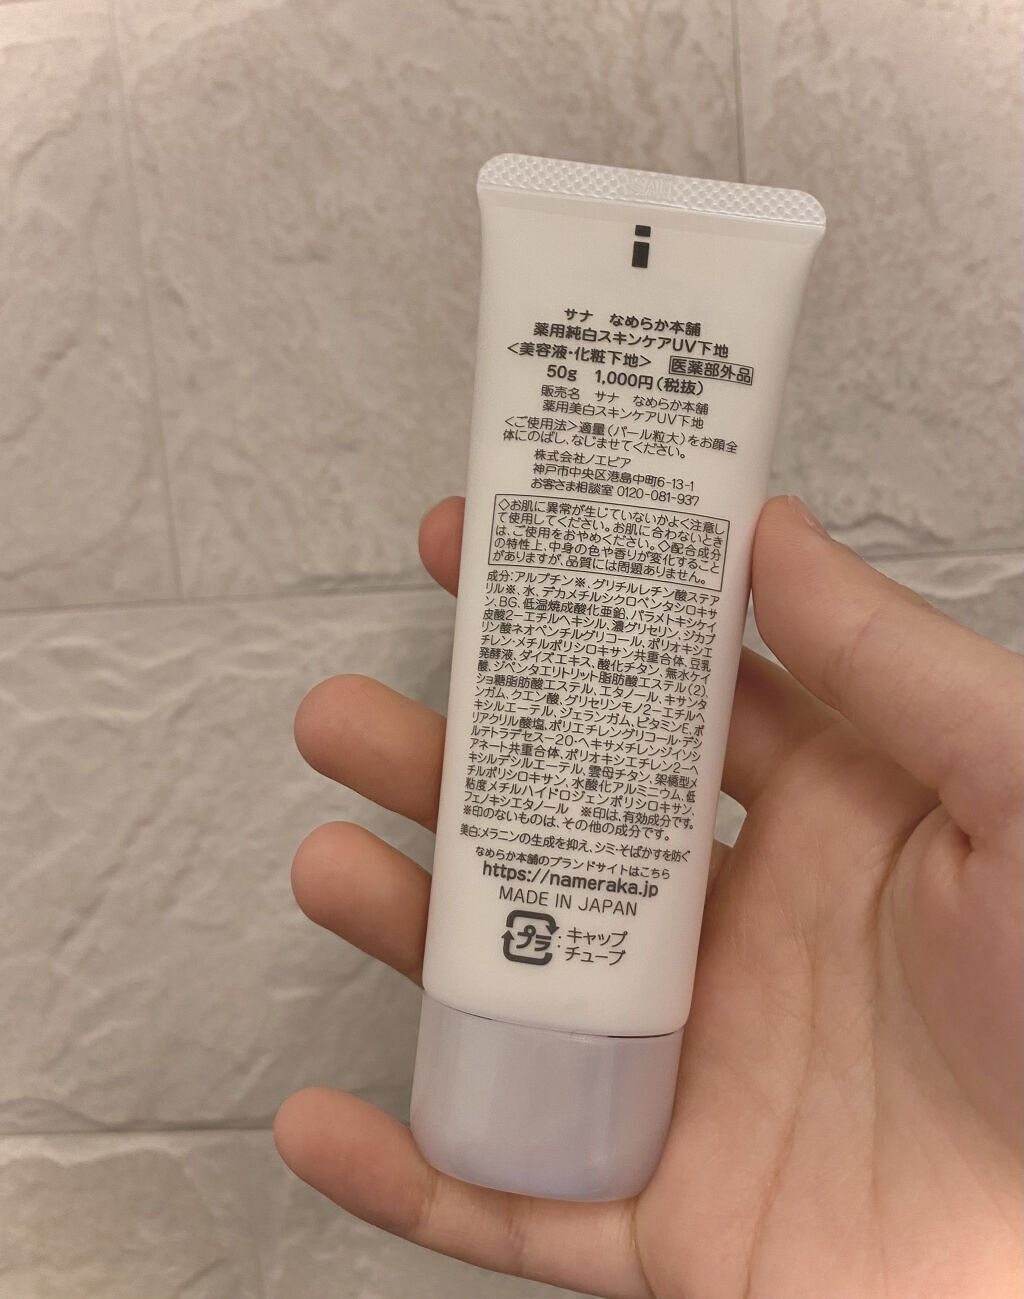 SANA
サナ なめらか本舗
薬用純白スキンケアUV下地
<美容液・化粧下地> 医薬部外品
50g 1,000円(税抜)
販売名 サナ なめらか本舗
薬用美白スキンケアUV下地
<ご使用法>適量(パール粒大)をお顔全
体にのばし、なじませてください。
株式会社ノエビア
神戸市中央区港島中町6-13-1
お客さま相談室 0120-081-937
◇お肌に異常が生じていないかよく注意し
て使用してください。お肌に合わないとき
は、ご使用をおやめください。◇配合成分
の特性上、中身の色や香りが変化すること
がありますが、品質には問題ありません。
成分:アルブチン※、グリチルレチン酸ステア
リル※、水、デカメチルシクロペンタシロキサ
ン、BG、低温焼成酸化亜鉛、パラメトキシケイ
皮酸2-エチルヘキシル、濃グリセリン、ジカプ
リン酸ネオペンチルグリコール、ポリオキシエ
チレン・メチルポリシロキサン共重合体、豆乳
発酵液、ダイズエキス、酸化チタン、無水ケイ
酸、ジペンタエリトリット脂肪酸エステル(2)、
ショ糖脂肪酸エステル、エタノール、キサンタ
ンガム、クエン酸、グリセリンモノ2-エチルヘ
キシルエーテル、ジェランガム、ビタミンE、ポ
リアクリル酸塩、ポリエチレングリコール・デシ
ルテトラデセス-20・ヘキサメチレンジイソシ
アネート共重合体、ポリオキシエチレン2-ヘ
キシルデシルエーテル、雲母チタン、架橋型メ
チルポリシロキサン、水酸化アルミニウム、低
粘度メチルハイドロジェンポリシロキサン、
フェノキシエタノール ※印は、有効成分です。
※印のないものは、その他の成分です。
美白:メラニンの生成を抑え、シミ・そばかすを防ぐ
なめらか本舗のブランドサイトはこちら
https://nameraka.jp
MADE IN JAPAN
プラ :キャップ
チューブ